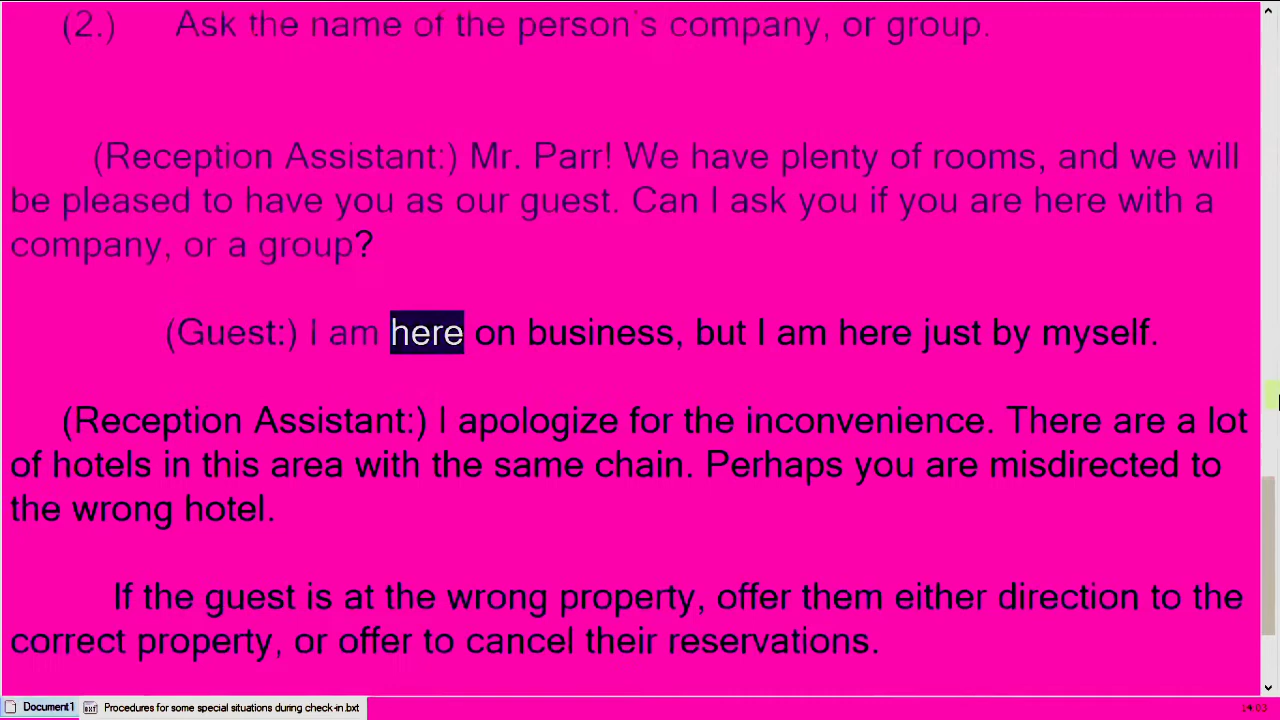 (2.) Ask the name of the person's company, or group.
(Reception Assistant:) Mr. Parr! We have plenty of rooms, and we will
be pleased to have you as our guest. Can I ask you if you are here with a
company, or a group?
(Guest:) I am here on business, but I am here just by myself.
(Reception Assistant:) I apologize for the inconvenience. There are a lot
of hotels in this area with the same chain. Perhaps you are misdirected to
the wrong hotel.
If the guest is at the wrong property, offer them either direction to the
correct property, or offer to cancel their reservations.
Document1 Procedures for some special situations during check-in.bxt 14:03